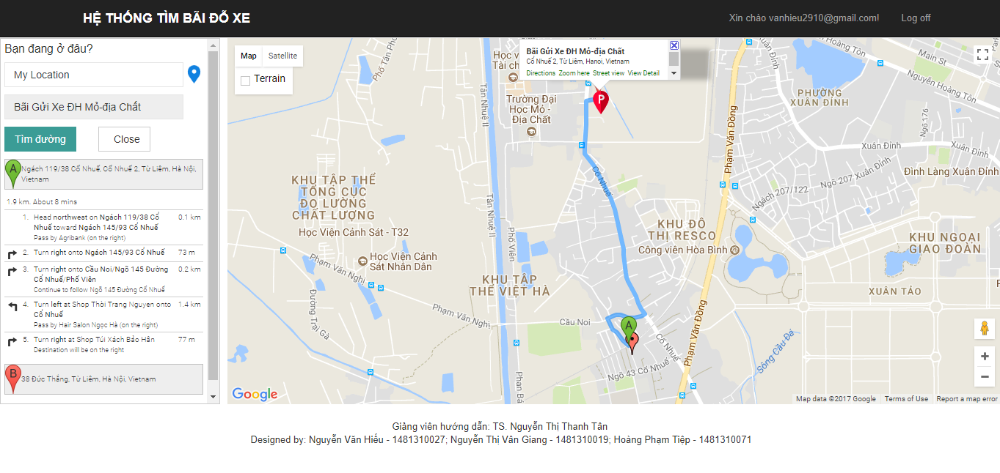 HỆ THỐNG TÌM BÃI ĐỖ XE
Xin chào vanhieu2910@gmail.com!
Log off
Bạn đang ở đâu?
My Location
Bãi Gửi Xe ĐH Mỏ-địa Chất
Tìm đường
Close
A
Ngách 119/38 Cổ Nhuế, Cổ Nhuế 2, Từ Liêm, Hà Nội,
Vietnam
1.9 km. About 8 mins
1. Head northwest on Ngách 119/38 Cổ 0.1 km
Nhuế toward Ngách 145/93 Cổ Nhuế
Pass by Agribank (on the right)
2. Turn right onto Ngách 145/93 Cổ Nhuế 73 m
3. Turn right onto Cầu Noi/Ngõ 145 Đường 0.2 km
Cổ Nhuế/Phố Viên
Continue to follow Ngõ 145 Đường Cổ Nhuế
4. Turn left at Shop Thời Trang Nguyen onto 1.4 km
Cổ Nhuế
Pass by Hair Salon Ngọc Hà (on the right)
5. Turn right at Shop Túi Xách Bảo Hân 77 m
Destination will be on the right
B
38 Đức Thắng, Từ Liêm, Hà Nội, Vietnam
Map
Satellite
Terrain
Bãi Gửi Xe ĐH Mỏ-địa Chất
Cổ Nhuế 2, Từ Liêm, Hanoi, Vietnam
Directions Zoom here Street view View Detail
P
Phố Tân Pho
Tân Nhuệ II
Học v
Tài ch
Trường Đại
Học Mỏ -
Địa Chất
Xuân Đỉnh
Hoàng Tôn
Main St
Nguyễn Hoàng Tôn
PHƯỜNG
XUÂN ĐỈNH
Ngõ 176
Phạm Văn Đồng
Xuân Đỉnh
Xuân Đỉnh
Ngõ 207 Xuân Đỉnh
Đình Làng Xuân Đỉnh
Ngách 207/122
Cổ Nhuế
KHU TẬP THỂ
TỔNG CỤC
ĐO LƯỜNG
CHẤT LƯỢNG
Học Viện Cảnh Sát - T32
Tân Nhuệ II
Phố Viên
KHU ĐÔ
THỊ RESCO
Công viên Hòa Bình
KHU NGOẠI
GIAO ĐOÀN
Học Viện Cảnh
Sát Nhân Dân
Phạm Văn Nghị
KHU TẬP
THỂ VIỆT HÀ
XUÂN TẢO
Đường Trại Gà
Phạm Văn Nghị
Cầu Noi
A
Cổ Nhuế
Phạm Văn Đồng
Sông Cầu Đá
Ngõ 43 Cổ Nhuế
Phan Bá
Google
Map data ©2017 Google
Terms of Use
Report a map error
Giảng viên hướng dẫn: TS. Nguyễn Thị Thanh Tân
Designed by: Nguyễn Văn Hiếu - 1481310027; Nguyễn Thị Vân Giang - 1481310019; Hoàng Phạm Tiệp - 1481310071